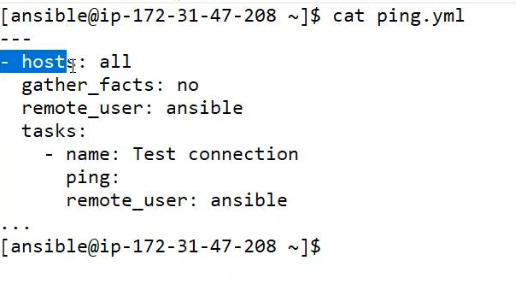 [ansible@ip-172-31-47-208 ~]$ cat ping.yml
---
- hosts: all
  gather_facts: no
  remote_user: ansible
  tasks:
    - name: Test connection
      ping:
      remote_user: ansible
...
[ansible@ip-172-31-47-208 ~]$